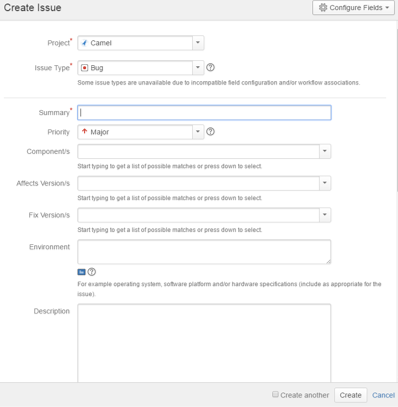 Create Issue
Configure Fields
Project*
Camel
Issue Type*
Bug
Some issue types are unavailable due to incompatible field configuration and/or workflow associations.
Summary*
Priority
Major
Component/s
Start typing to get a list of possible matches or press down to select.
Affects Version/s
Start typing to get a list of possible matches or press down to select.
Fix Version/s
Start typing to get a list of possible matches or press down to select.
Environment
For example operating system, software platform and/or hardware specifications (include as appropriate for the
issue).
Description
Create another
Create
Cancel